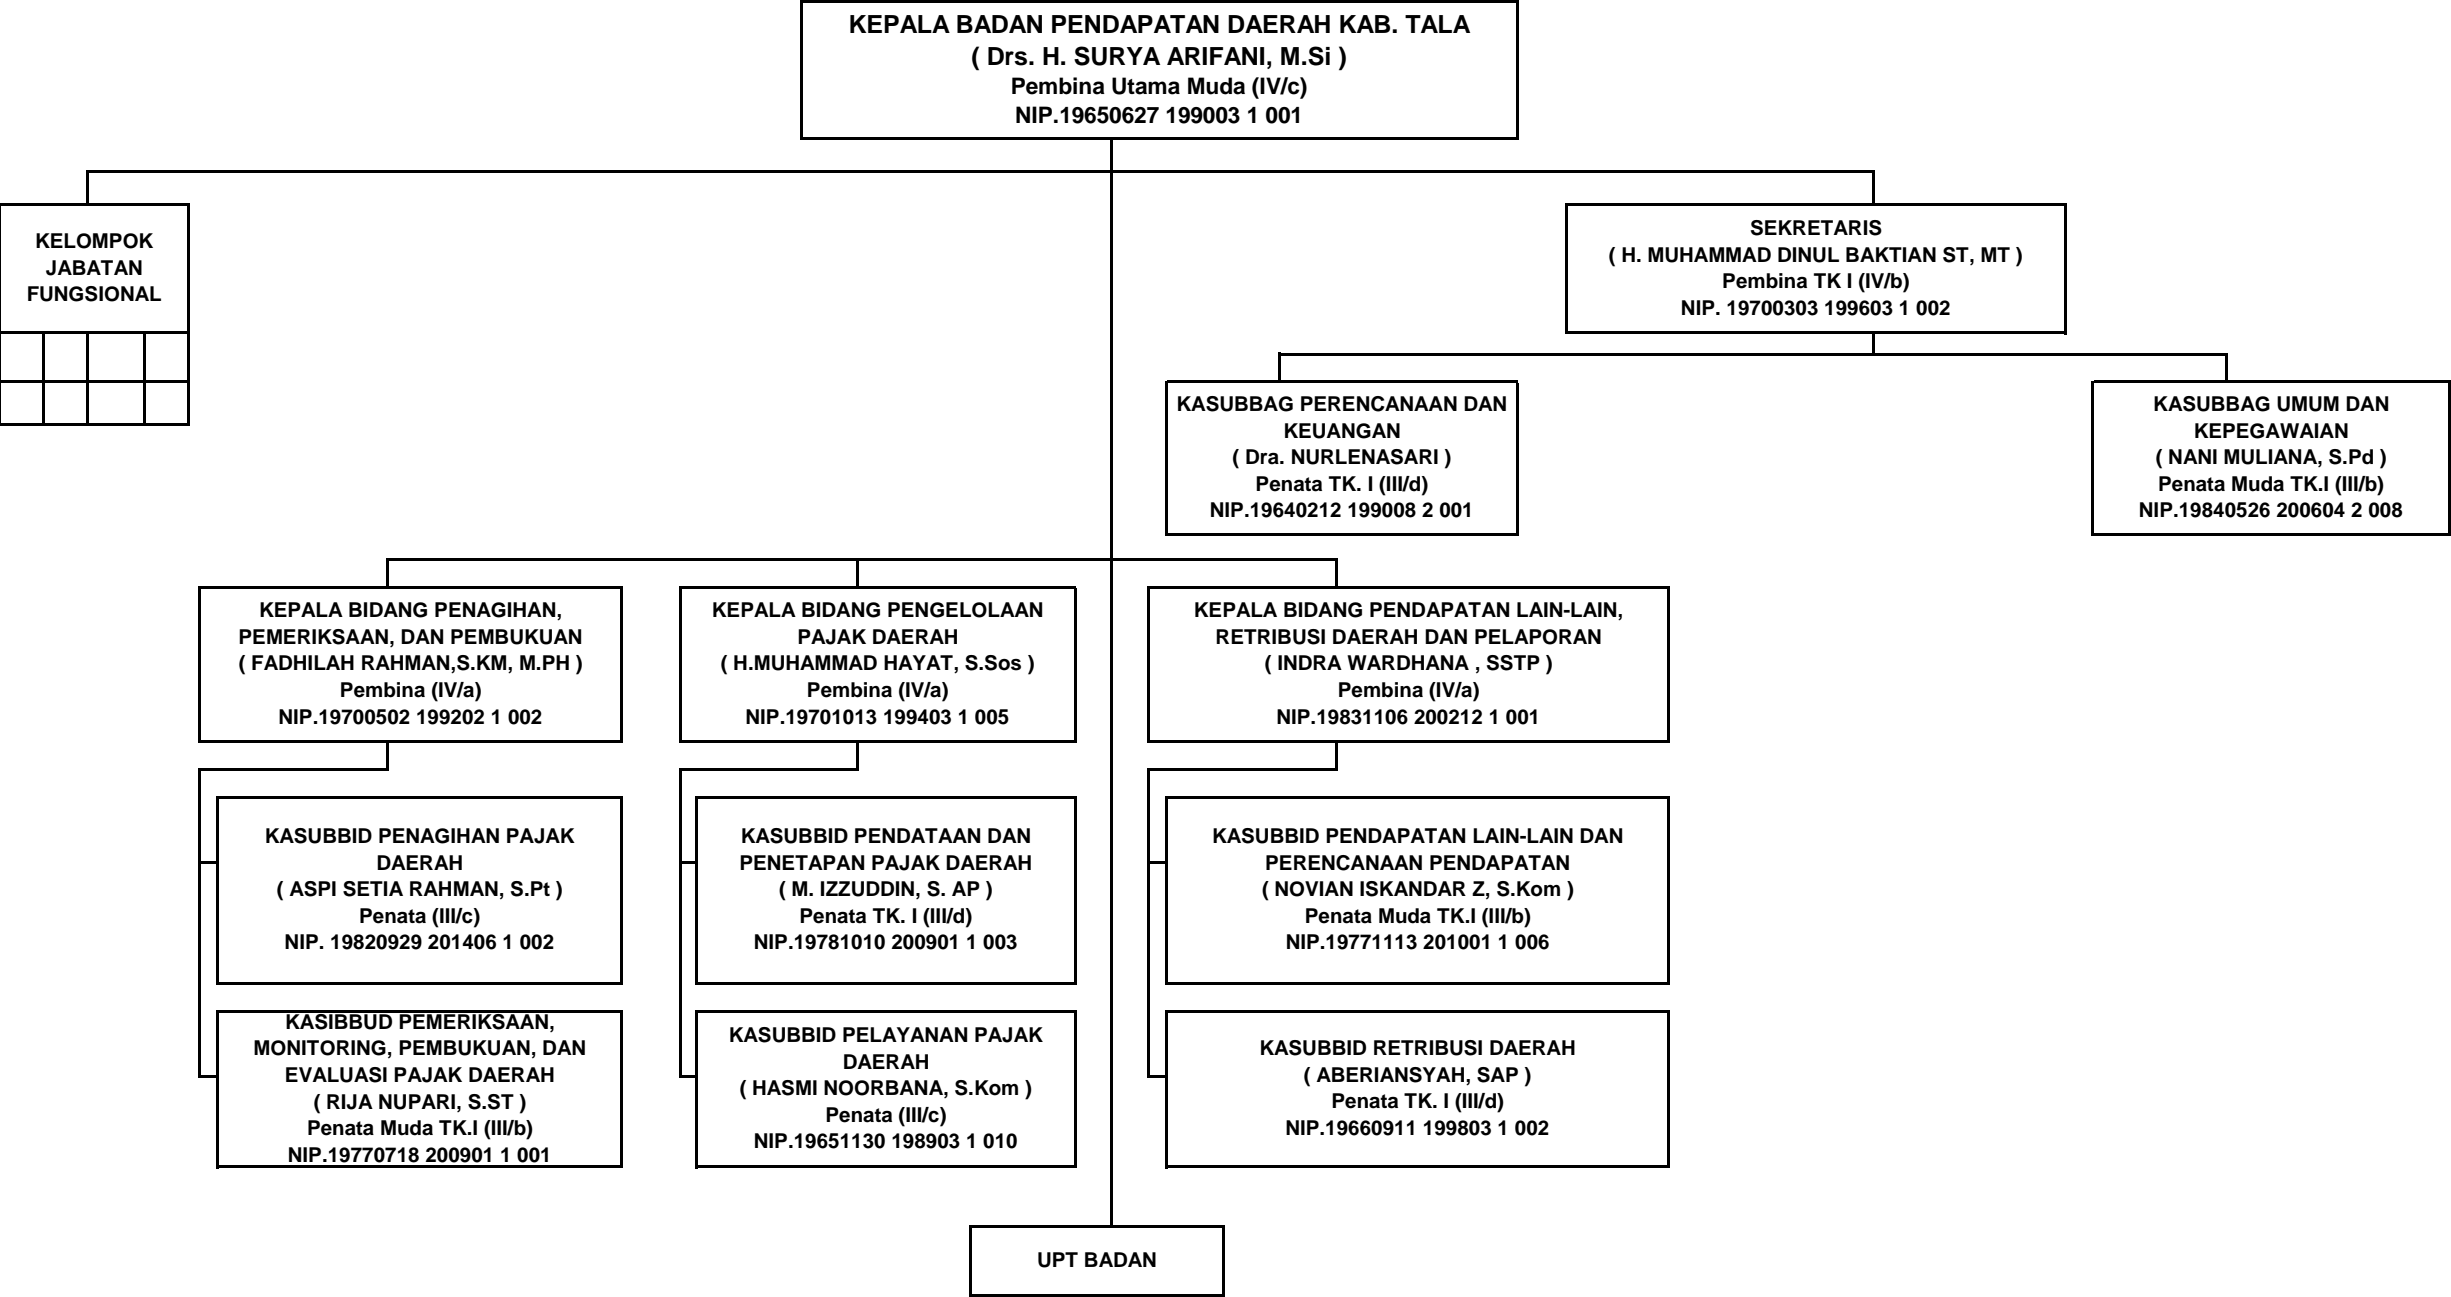 KEPALA BADAN PENDAPATAN DAERAH KAB. TALA
( Drs. H. SURYA ARIFANI, M.Si )
Pembina Utama Muda (IV/c)
NIP.19650627 199003 1 001
KELOMPOK
JABATAN
FUNGSIONAL
SEKRETARIS
( H. MUHAMMAD DINUL BAKTIAN ST, MT )
Pembina TK I (IV/b)
NIP. 19700303 199603 1 002
KASUBBAG PERENCANAAN DAN
KEUANGAN
( Dra. NURLENASARI )
Penata TK. I (III/d)
NIP.19640212 199008 2 001
KASUBBAG UMUM DAN
KEPEGAWAIAN
( NANI MULIANA, S.Pd )
Penata Muda TK.I (III/b)
NIP.19840526 200604 2 008
KEPALA BIDANG PENAGIHAN,
PEMERIKSAAN, DAN PEMBUKUAN
( FADHILAH RAHMAN,S.KM, M.PH )
Pembina (IV/a)
NIP.19700502 199202 1 002
KEPALA BIDANG PENGELOLAAN
PAJAK DAERAH
( H.MUHAMMAD HAYAT, S.Sos )
Pembina (IV/a)
NIP.19701013 199403 1 005
KEPALA BIDANG PENDAPATAN LAIN-LAIN,
RETRIBUSI DAERAH DAN PELAPORAN
( INDRA WARDHANA , SSTP )
Pembina (IV/a)
NIP.19831106 200212 1 001
KASUBBID PENAGIHAN PAJAK
DAERAH
( ASPI SETIA RAHMAN, S.Pt )
Penata (III/c)
NIP. 19820929 201406 1 002
KASUBBID PENDATAAN DAN
PENETAPAN PAJAK DAERAH
( M. IZZUDDIN, S. AP )
Penata TK. I (III/d)
NIP.19781010 200901 1 003
KASUBBID PENDAPATAN LAIN-LAIN DAN
PERENCANAAN PENDAPATAN
( NOVIAN ISKANDAR Z, S.Kom )
Penata Muda TK.I (III/b)
NIP.19771113 201001 1 006
KASIBBUD PEMERIKSAAN,
MONITORING, PEMBUKUAN, DAN
EVALUASI PAJAK DAERAH
( RIJA NUPARI, S.ST )
Penata Muda TK.I (III/b)
NIP.19770718 200901 1 001
KASUBBID PELAYANAN PAJAK
DAERAH
( HASMI NOORBANA, S.Kom )
Penata (III/c)
NIP.19651130 198903 1 010
KASUBBID RETRIBUSI DAERAH
( ABERIANSYAH, SAP )
Penata TK. I (III/d)
NIP.19660911 199803 1 002
UPT BADAN